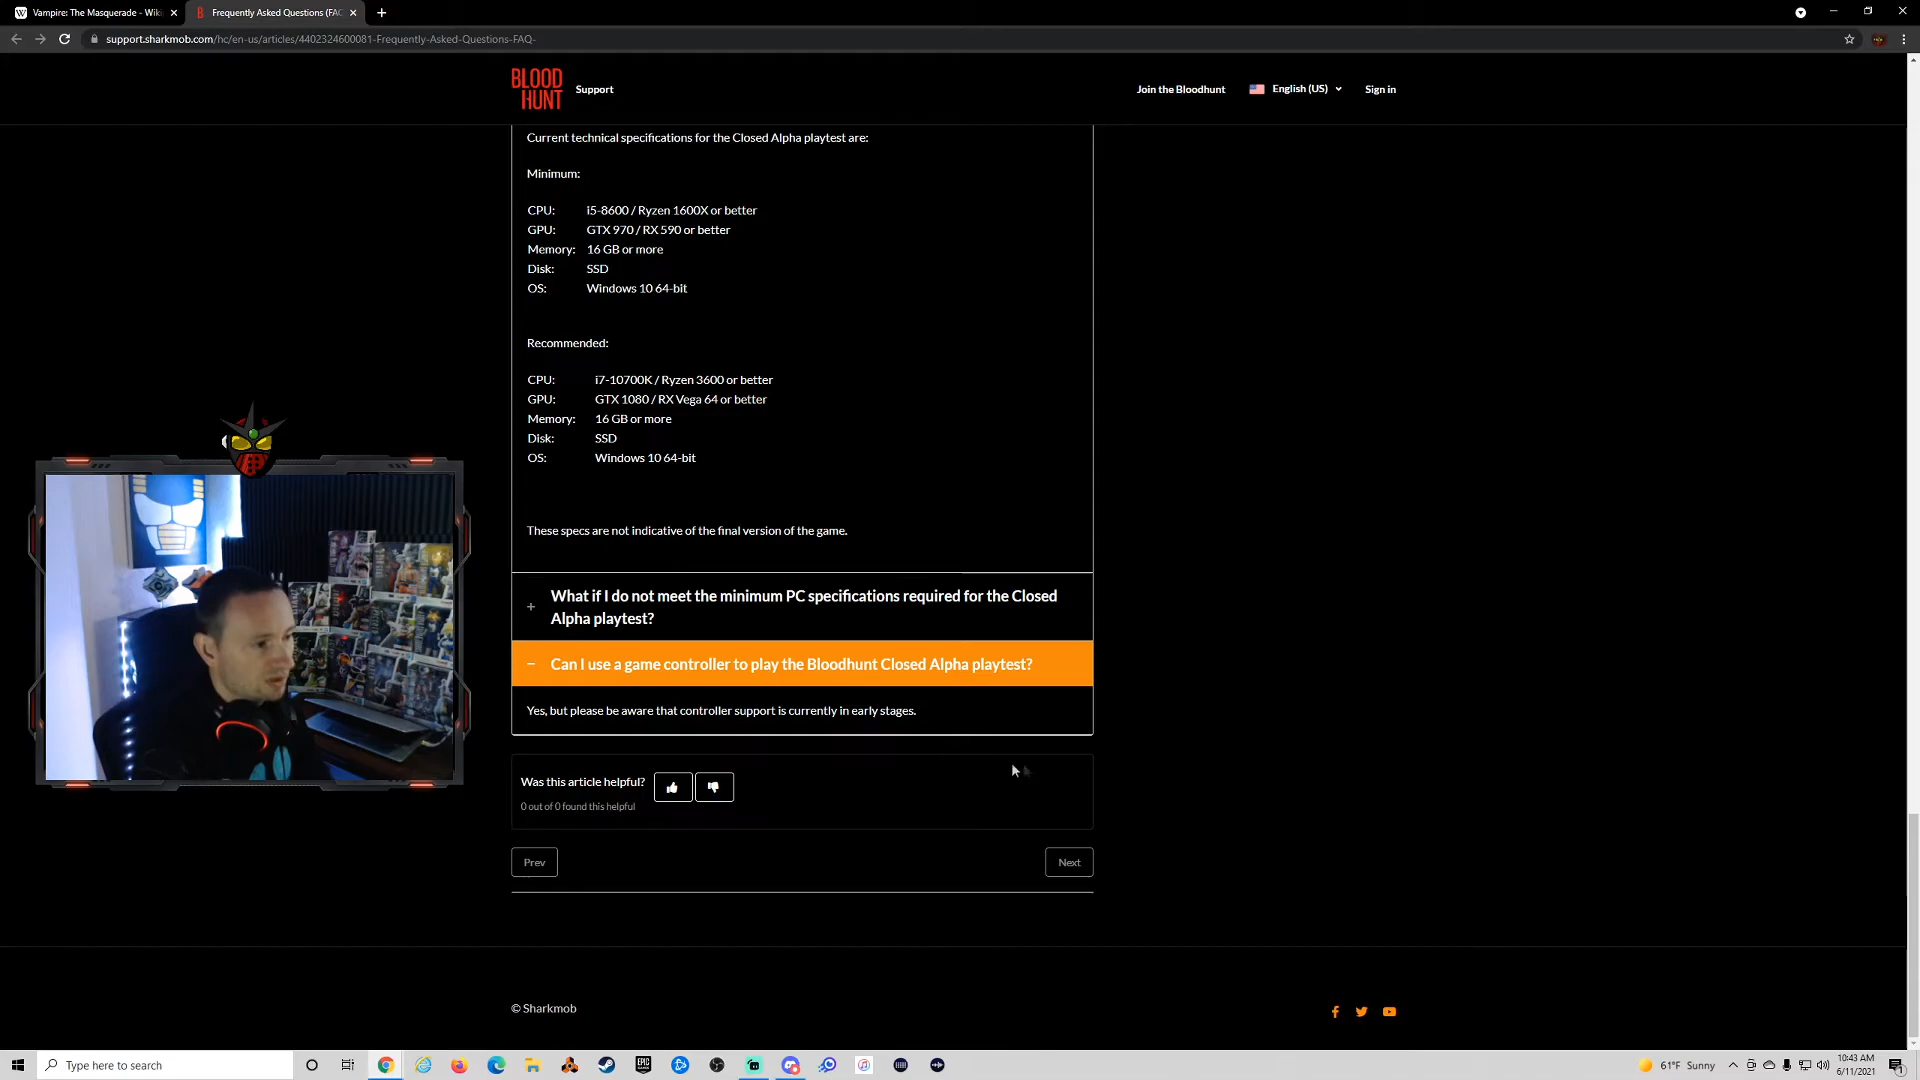 Vampire: The Masquerade - Wiki
Frequently Asked Questions (FAQ
support.sharkmob.com/hc/en-us/articles/4402324600081-Frequently-Asked-Questions-FAQ-
BLOOD
HUNT
Support
Join the Bloodhunt
English (US)
Sign in
Current technical specifications for the Closed Alpha playtest are:
Minimum:
CPU: i5-8600 / Ryzen 1600X or better
GPU: GTX 970 / RX 590 or better
Memory: 16 GB or more
Disk: SSD
OS: Windows 10 64-bit
Recommended:
CPU: i7-10700K / Ryzen 3600 or better
GPU: GTX 1080 / RX Vega 64 or better
Memory: 16 GB or more
Disk: SSD
OS: Windows 10 64-bit
These specs are not indicative of the final version of the game.
+ What if I do not meet the minimum PC specifications required for the Closed
Alpha playtest?
− Can I use a game controller to play the Bloodhunt Closed Alpha playtest?
Yes, but please be aware that controller support is currently in early stages.
Was this article helpful?
0 out of 0 found this helpful
Prev
Next
© Sharkmob
Type here to search
EPIC
61°F Sunny
10:43 AM
6/11/2021